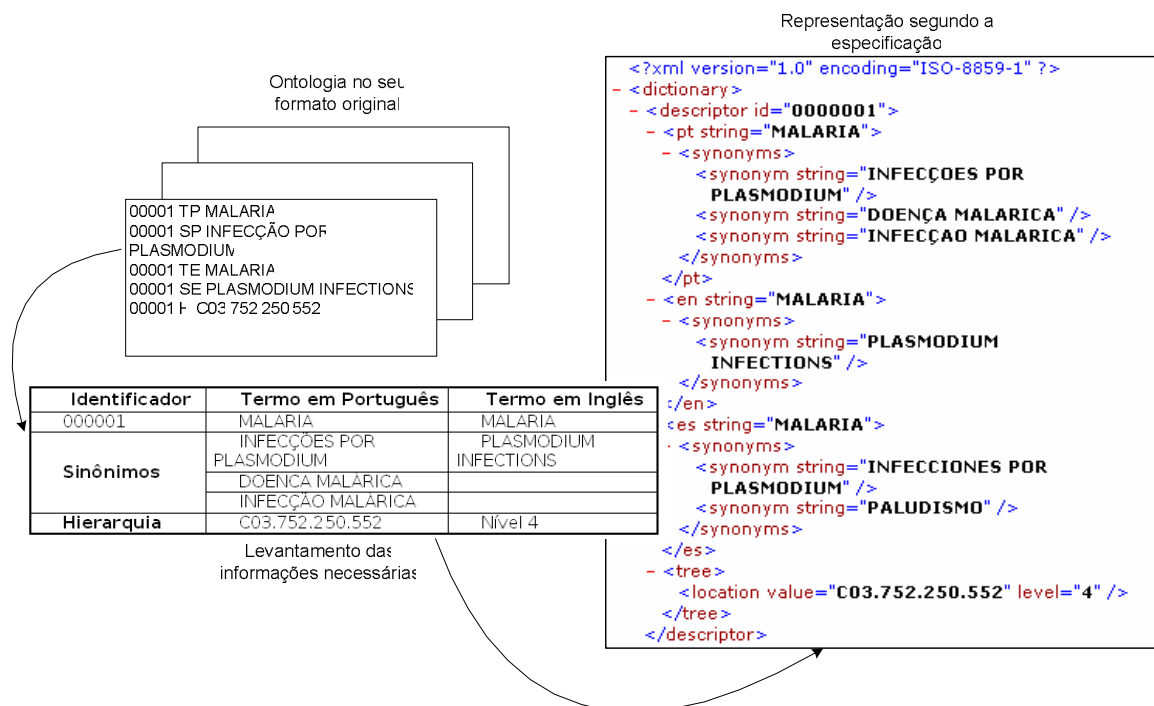 Ontologia no seu
formato original
00001 TP MALARIA
00001 SP INFECÇÃO POR
PLASMODIUM
00001 TE MALARIA
00001 SE PLASMODIUM INFECTIONS
00001 H C03 752 250 552
Identificador Termo em Português Termo em Inglês
000001 MALARIA MALARIA
Sinônimos
INFECÇÕES POR
PLASMODIUM
PLASMODIUM
INFECTIONS
DOENCA MALÁRICA
INFECÇÃO MALÁRICA
Hierarquia C03.752.250.552 Nível 4
Levantamento das
informações necessárias
Representação segundo a
especificação
<?xml version="1.0" encoding="ISO-8859-1" ?>
- <dictionary>
- <descriptor id="0000001">
- <pt string="MALARIA">
- <synonyms>
<synonym string="INFECÇOES POR
PLASMODIUM" />
<synonym string="DOENÇA MALARICA" />
<synonym string="INFECÇAO MALARICA" />
</synonyms>
</pt>
- <en string="MALARIA">
- <synonyms>
<synonym string="PLASMODIUM
INFECTIONS" />
</synonyms>
</en>
<es string="MALARIA">
- <synonyms>
<synonym string="INFECCIONES POR
PLASMODIUM" />
<synonym string="PALUDISMO" />
</synonyms>
</es>
- <tree>
<location value="C03.752.250.552" level="4" />
</tree>
</descriptor>